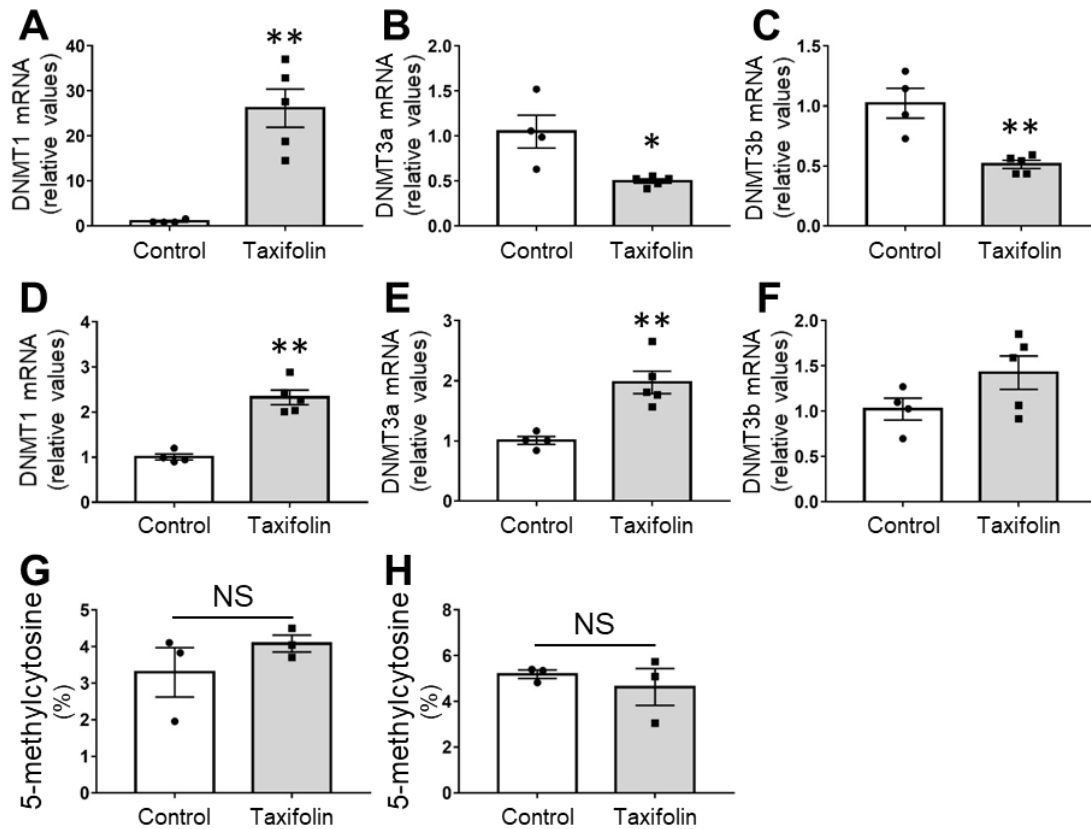 A
DNMT1 mRNA
(relative values)
40
30
20
10
0
**
Control
Taxifolin
B
DNMT3a mRNA
(relative values)
2.0
1.5
1.0
0.5
0.0
*
Control
Taxifolin
C
DNMT3b mRNA
(relative values)
1.5
1.0
0.5
0.0
**
Control
Taxifolin
D
DNMT1 mRNA
(relative values)
4
3
2
1
0
**
Control
Taxifolin
E
DNMT3a mRNA
(relative values)
3
2
1
0
**
Control
Taxifolin
F
DNMT3b mRNA
(relative values)
2.0
1.5
1.0
0.5
0.0
Control
Taxifolin
G
5-methylcytosine
(%)
5
4
3
2
1
0
NS
Control
Taxifolin
H
5-methylcytosine
(%)
8
6
4
2
0
NS
Control
Taxifolin